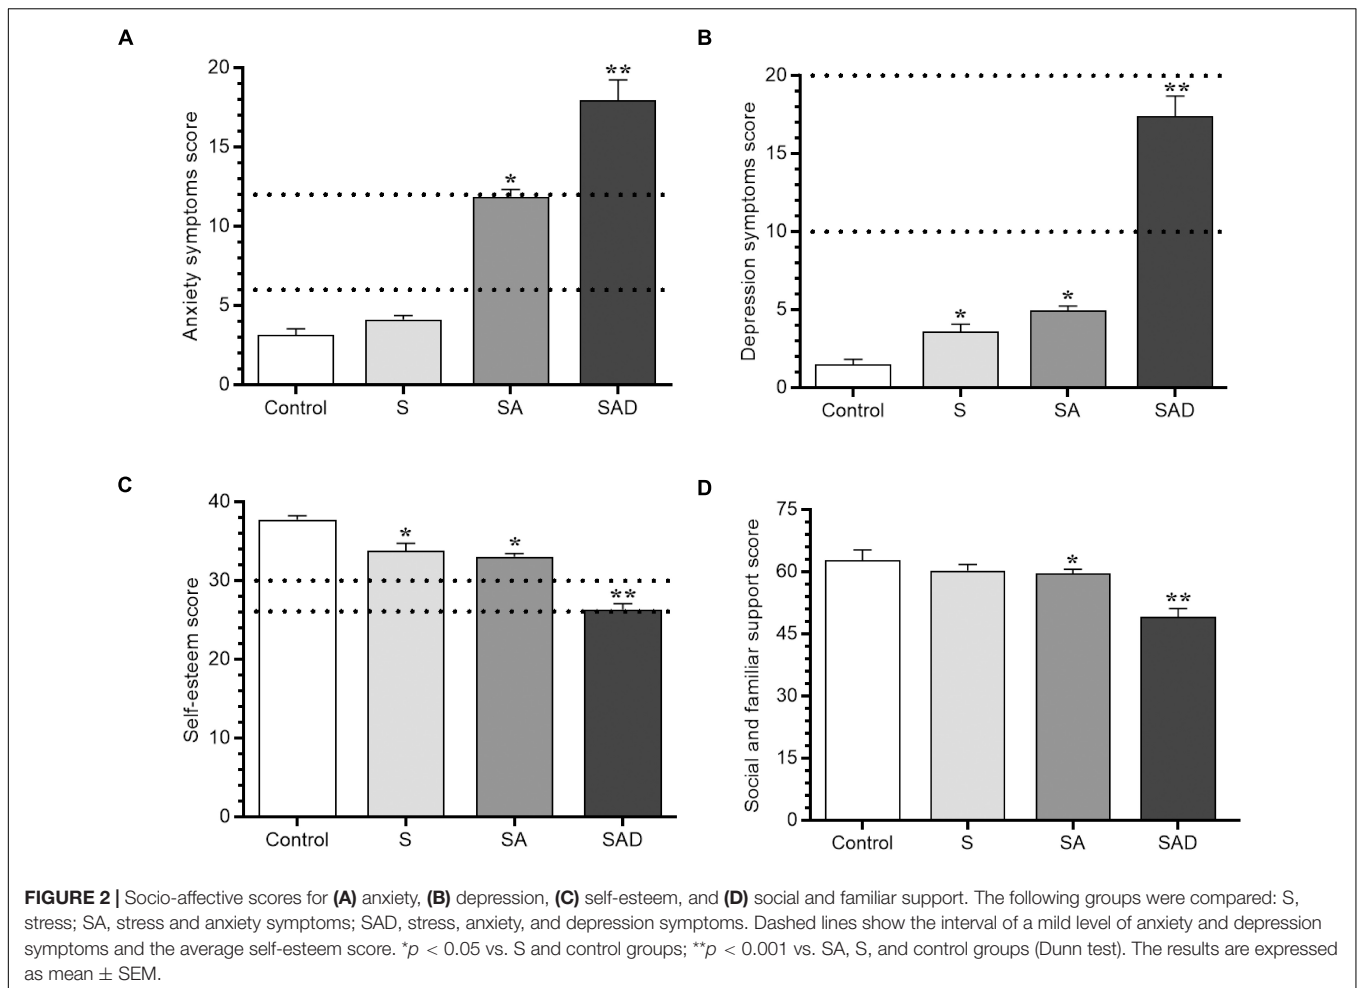 A
Anxiety symptoms score
20
15
10
5
0
**
*
Control S SA SAD
B
Depression symptoms score
20
15
10
5
0
**
*
*
Control S SA SAD
C
Self-esteem score
40
30
20
10
0
*
*
**
Control S SA SAD
D
Social and familiar support score
75
60
45
30
15
0
*
**
Control S SA SAD
FIGURE 2 | Socio-affective scores for (A) anxiety, (B) depression, (C) self-esteem, and (D) social and familiar support. The following groups were compared: S,
stress; SA, stress and anxiety symptoms; SAD, stress, anxiety, and depression symptoms. Dashed lines show the interval of a mild level of anxiety and depression
symptoms and the average self-esteem score. *p < 0.05 vs. S and control groups; **p < 0.001 vs. SA, S, and control groups (Dunn test). The results are expressed
as mean ± SEM.